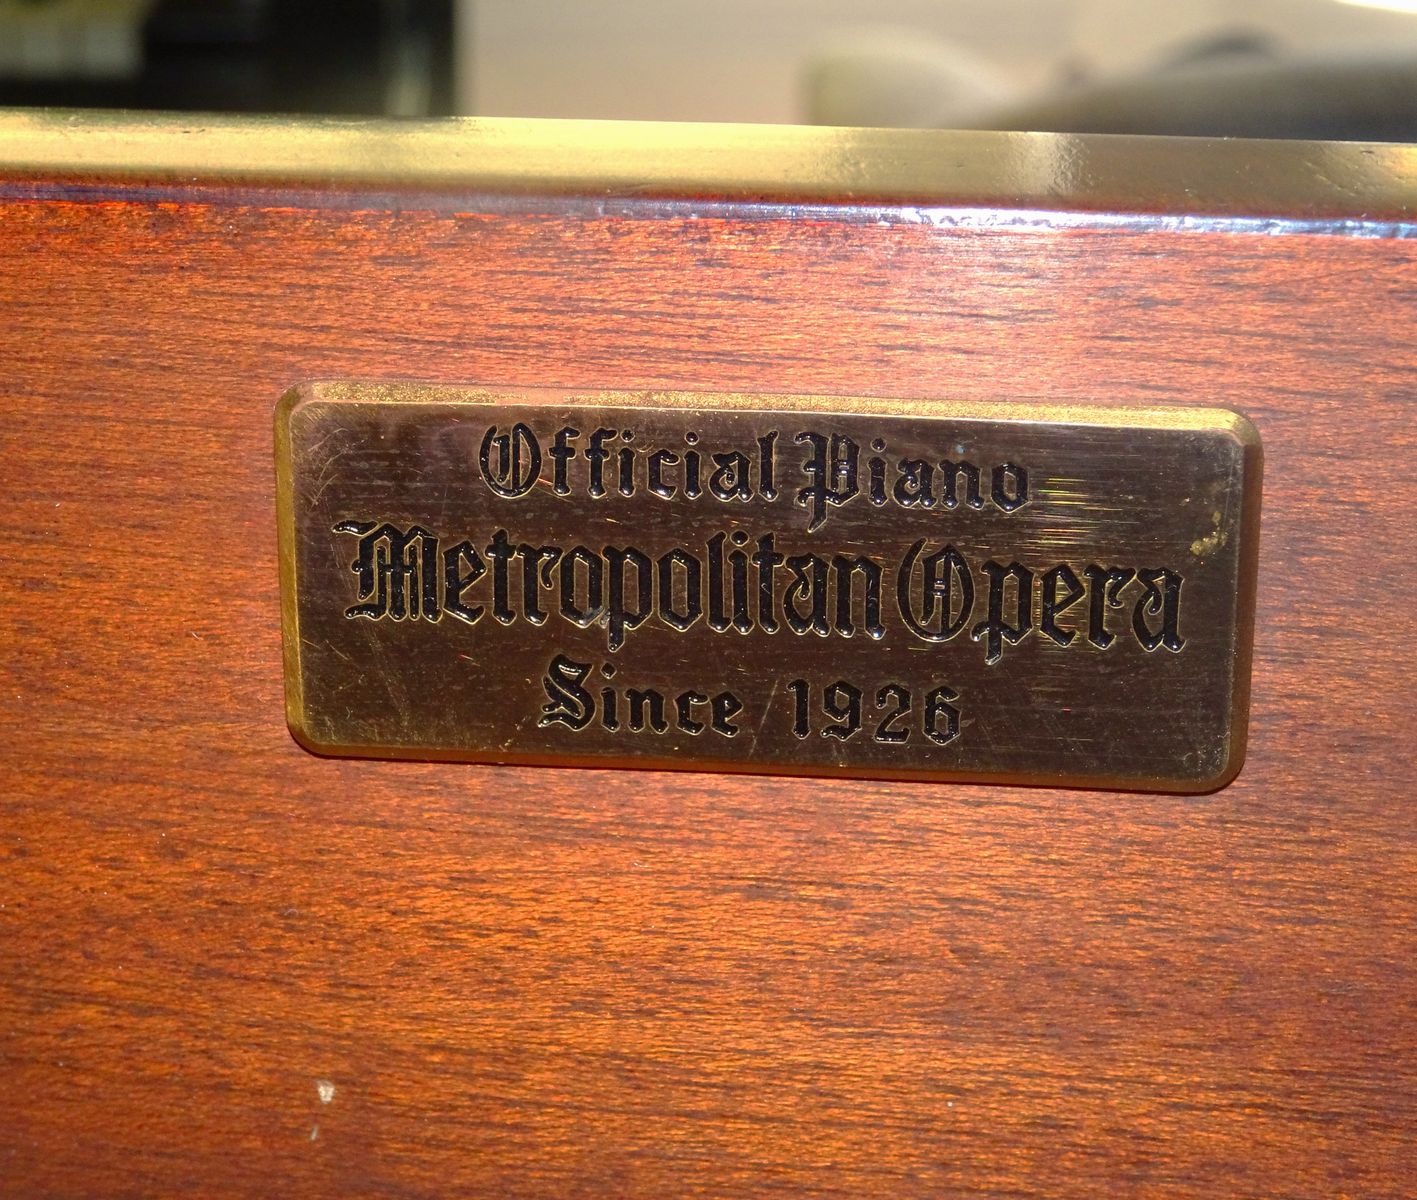 Official Piano
Metropolitan Opera
Since 1926